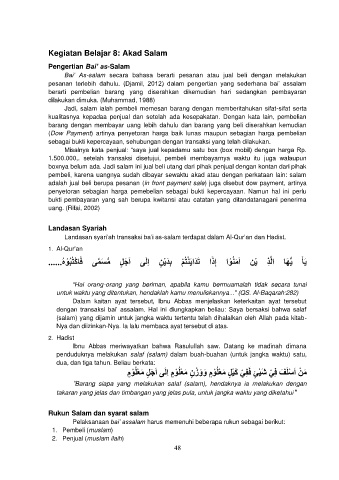 Kegiatan Belajar 8: Akad Salam
Pengertian Bai' as-Salam
Bai' As-salam secara bahasa berarti pesanan atau jual beli dengan melakukan
pesanan terlebih dahulu. (Djamil, 2012) dalam pengertian yang sederhana bai' assalam
berarti pembelian barang yang diserahkan dikemudian hari sedangkan pembayaran
dilakukan dimuka. (Muhammad, 1986)
Jadi, salam ialah pembeli memesan barang dengan memberitahukan sifat-sifat serta
kualitasnya kepadaa penjual dan setelah ada kesepakatan. Dengan kata lain, pembelian
barang dengan membayar uang lebih dahulu dan barang yang beli diserahkan kemudian
(Dow Payment) artinya penyetoran harga baik lunas maupun sebagian harga pembelian
sebagai bukti kepercayaan, sehubungan dengan transaksi yang telah dilakukan.
Misalnya kata penjual: "saya jual kepadamu satu box (box mobil) dengan harga Rp.
1.500.000,. setelah transaksi disetujui, pembeli membayarnya waktu itu juga walaupun
boxnya belum ada. Jadi salam ini jual beli utang dari pihak penjual dengan kontan dari pihak
pembeli, karena uangnya sudah dibayar sewaktu akad atau dengan perkataan lain: salam
adalah jual beli berupa pesanan (in front payment sale) juga disebut dow payment, artinya
penyetoran sebagian harga pemebelian sebagai bukti kepercayaan. Namun hal ini perlu
bukti pembayaran yang sah berupa kwitansi atau catatan yang ditandatanagani penerima
uang. (Rifai, 2002)
Landasan Syariah
Landasan syari'ah transaksi ba'i as-salam terdapat dalam Al-Qur'an dan Hadist,
1. Al-Qur'an
يَأَ يُّهَا الَّذِ يْنَ اَمَنُوْا إِذَا تَدَايَنْتُمْ بِدَيْنٍ إِلَى اَجَلٍ مُسَمًى فَاكْتُبُوْهُ......
"Hai orang-orang yang beriman, apabila kamu bermuamalah tidak secara tunai
untuk waktu yang ditentukan, hendaklah kamu menuliskannya..." (QS. Al-Baqarah:282)
Dalam kaitan ayat tersebut, Ibnu Abbas menjelaskan keterkaitan ayat tersebut
dengan transaksi bai' assalam. Hal ini diungkapkan beliau: Saya bersaksi bahwa salaf
(salam) yang dijamin untuk jangka waktu tertentu telah dihalalkan oleh Allah pada kitab-
Nya dan diizinkan Nya. Ia lalu membaca ayat tersebut di atas.
2. Hadist
Ibnu Abbas meriwayatkan bahwa Rasulullah saw. Datang ke madinah dimana
penduduknya melakukan salaf (salam) dalam buah-buahan (untuk jangka waktu) satu,
dua, dan tiga tahun. Beliau berkata:
مَنْ اَسْلَفَ فِيْ شَيْئٍ فَفِيْ كَيْلٍ مَعْلُوْمٍ وَوَزْنٍ مَعْلُوْمٍ اِلَى اَجَلٍ مَعْلُوْمٍ
"Barang siapa yang melakukan salaf (salam), hendaknya ia melakukan dengan
takaran yang jelas dan timbangan yang jelas pula, untuk jangka waktu yang diketahui"
Rukun Salam dan syarat salam
Pelaksanaan bai' assalam harus memenuhi beberapa rukun sebagai berikut:
1. Pembeli (muslam)
2. Penjual (muslam ilaih)
48